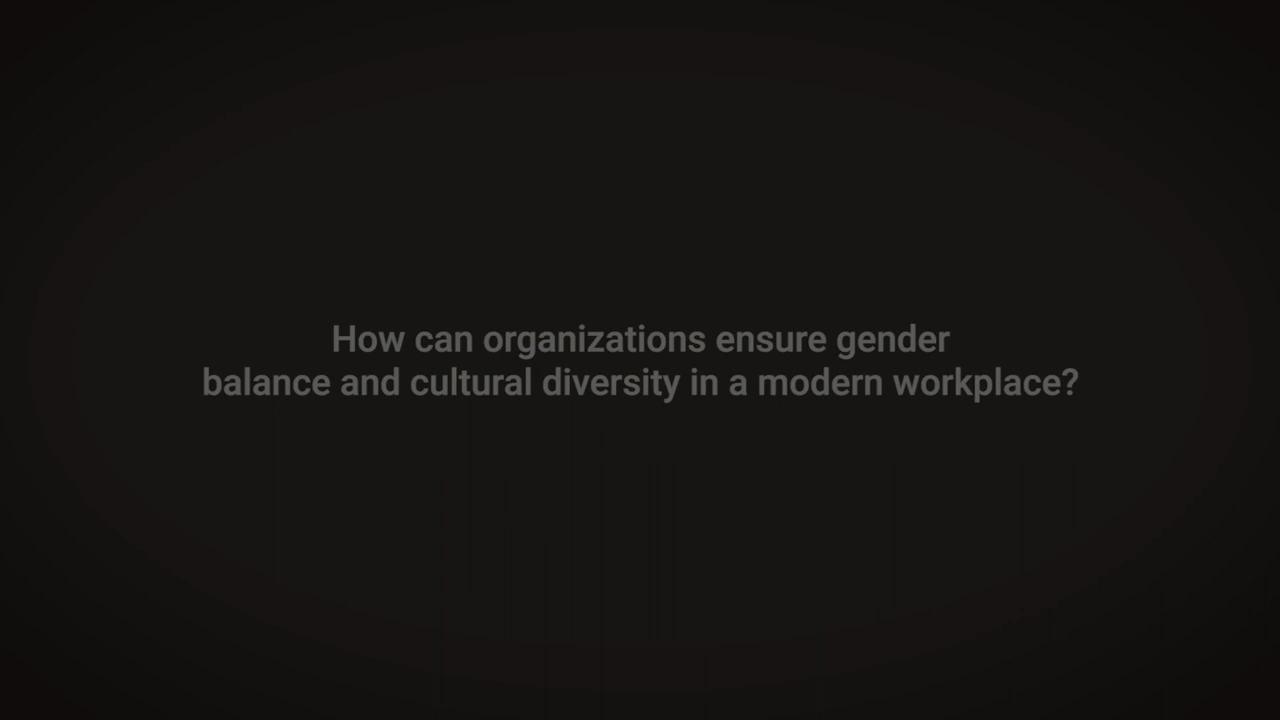 How can organizations ensure gender
balance and cultural diversity in a modern workplace?